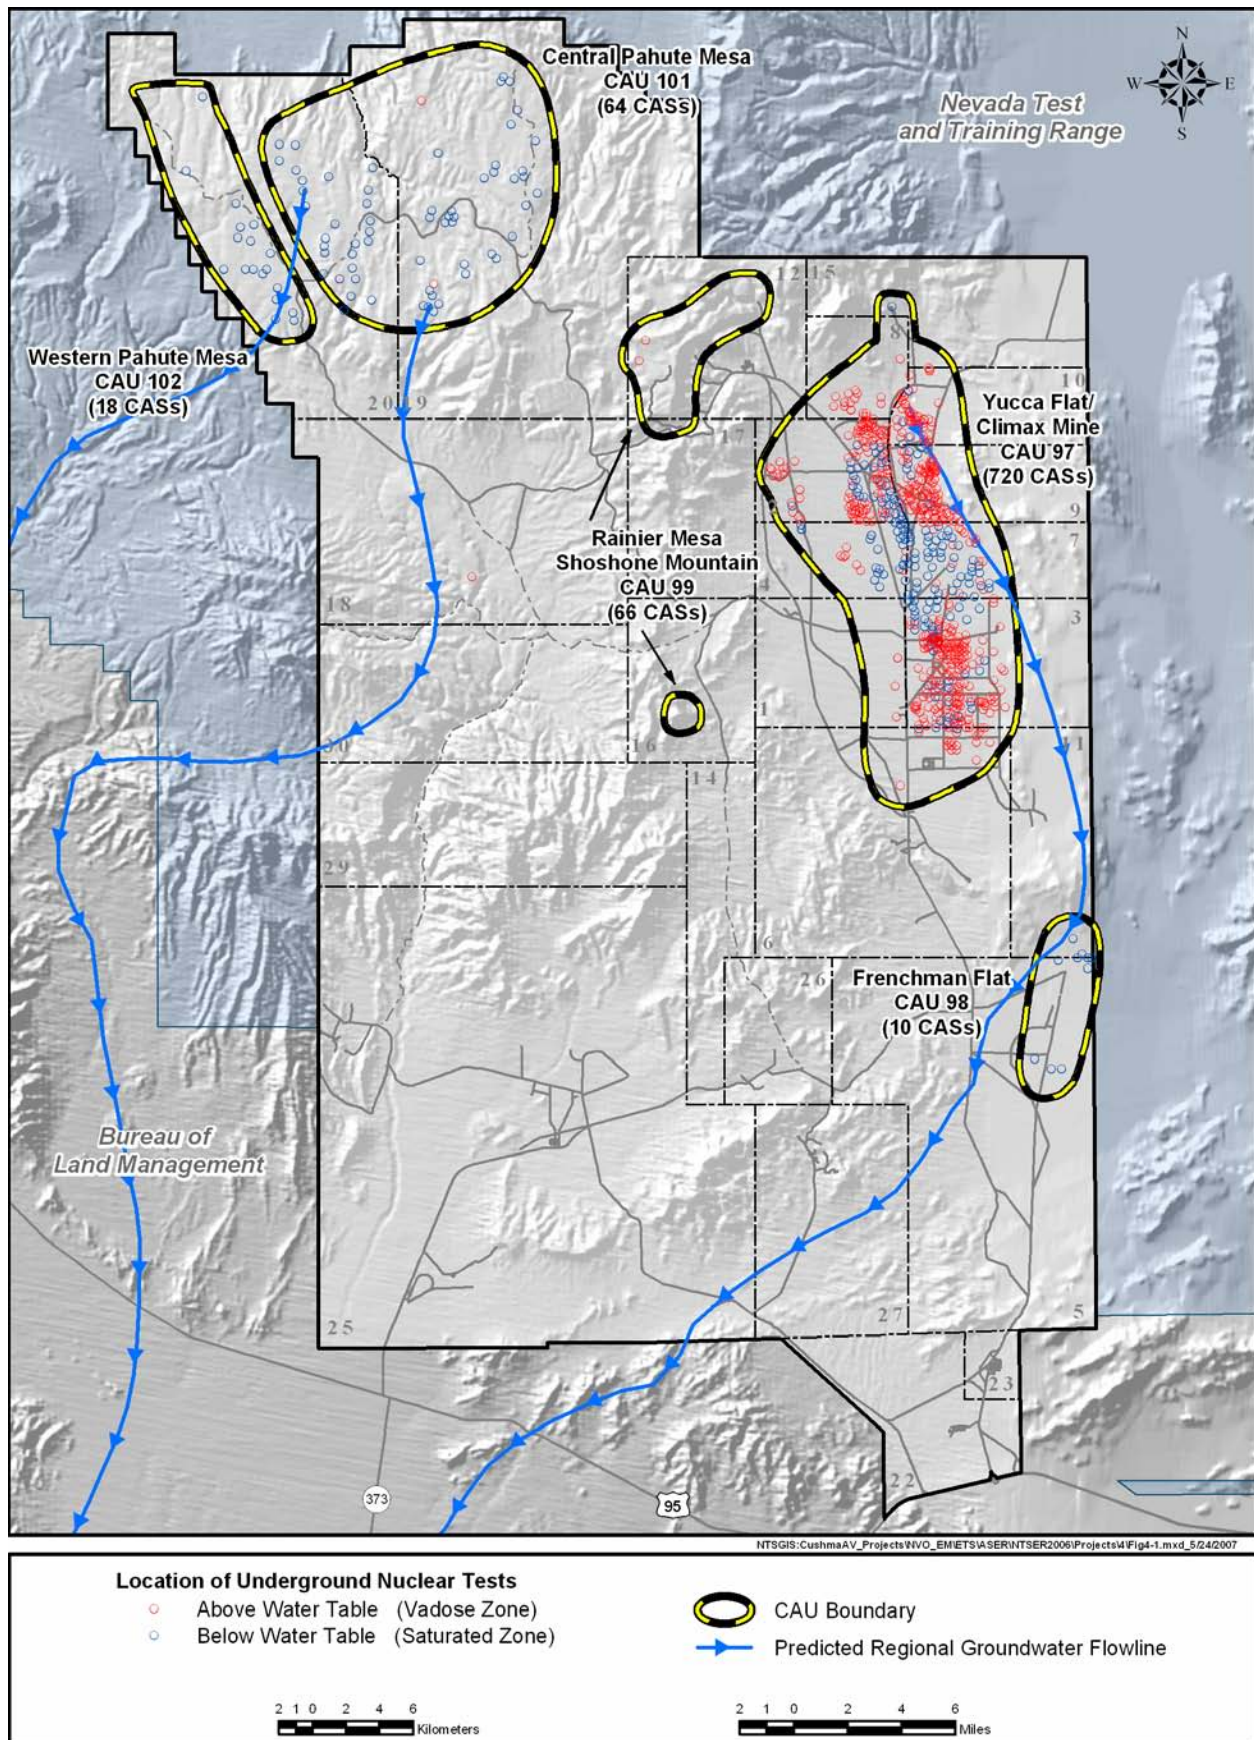 Central Pahute Mesa
CAU 101
(64 CASs)
N
W
E
S
Nevada Test
and Training Range
12
15
8
10
Western Pahute Mesa
CAU 102
(18 CASs)
20
19
17
Yucca Flat/
Climax Mine
CAU 97
(720 CASs)
2
9
7
Rainier Mesa
Shoshone Mountain
CAU 99
(66 CASs)
4
18
3
1
30
16
11
14
29
6
26
Frenchman Flat
CAU 98
(10 CASs)
Bureau of
Land Management
25
27
5
23
22
373
95
NTSGIS:CushmaAV_Projects\NVO_EM\ETS\ASER\NTSER2006\Projects\4\Fig4-1.mxd_5/24/2007
Location of Underground Nuclear Tests
Above Water Table (Vadose Zone)
Below Water Table (Saturated Zone)
CAU Boundary
Predicted Regional Groundwater Flowline
2 1 0 2 4 6
Kilometers
2 1 0 2 4 6
Miles